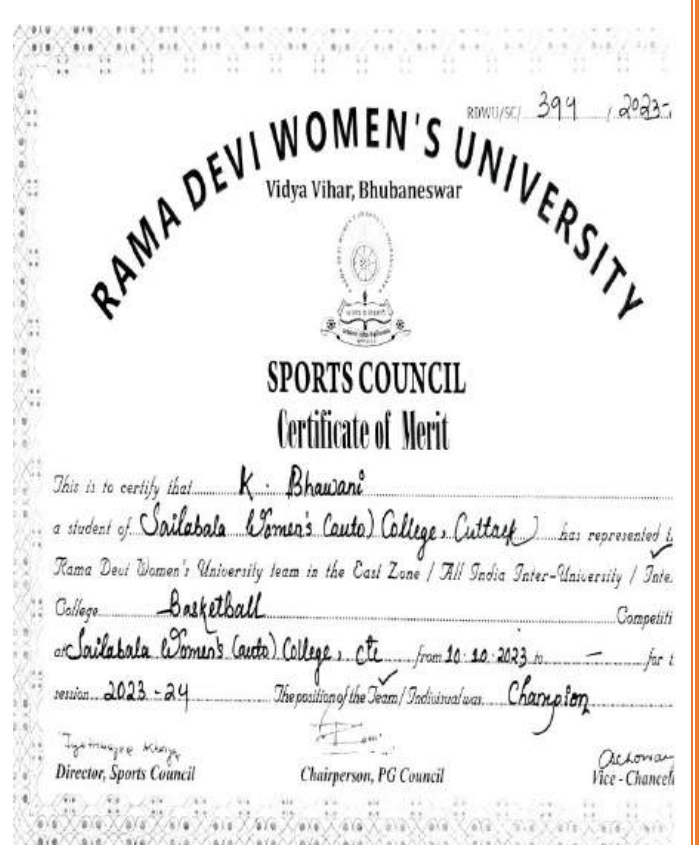 RDWU/SC/ 394 / 2023-
RAMA DEVI WOMEN'S UNIVERSITY
Vidya Vihar, Bhubaneswar
SPORTS COUNCIL
Certificate of Merit
This is to certify that K. Bhawani
a student of Sailabala Women's (auto) College, Cuttack has represented t
Rama Devi Women's University team in the East Zone / All India Inter-University / Inte
College Basketball Competiti
at Sailabala Women's (auto) College, Ctc from 10.10.2023 to – for t
session 2023-24 The position of the Team / Individual was Champion
Director, Sports Council Chairperson, PG Council Vice - Chancell